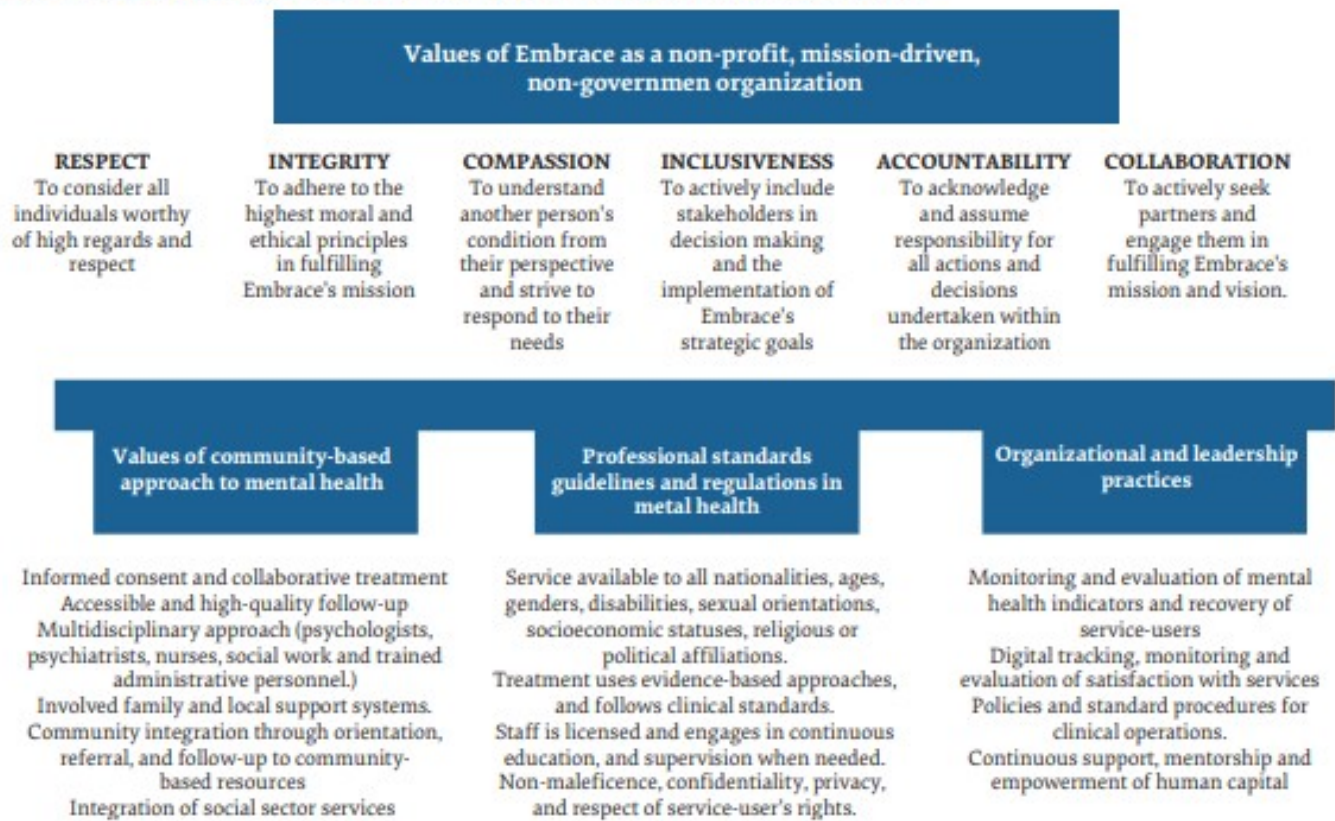 Values of Embrace as a non-profit, mission-driven,
non-governmen organization
RESPECT
To consider all
individuals worthy
of high regards and
respect
INTEGRITY
To adhere to the
highest moral and
ethical principles
in fulfilling
Embrace's mission
COMPASSION
To understand
another person's
condition from
their perspective
and strive to
respond to their
needs
INCLUSIVENESS
To actively include
stakeholders in
decision making
and the
implementation of
Embrace's
strategic goals
ACCOUNTABILITY
To acknowledge
and assume
responsibility for
all actions and
decisions
undertaken within
the organization
COLLABORATION
To actively seek
partners and
engage them in
fulfilling Embrace's
mission and vision.
Values of community-based
approach to mental health
Informed consent and collaborative treatment
Accessible and high-quality follow-up
Multidisciplinary approach (psychologists,
psychiatrists, nurses, social work and trained
administrative personnel.)
Involved family and local support systems.
Community integration through orientation,
referral, and follow-up to community-
based resources
Integration of social sector services
Professional standards
guidelines and regulations in
metal health
Service available to all nationalities, ages,
genders, disabilities, sexual orientations,
socioeconomic statuses, religious or
political affiliations.
Treatment uses evidence-based approaches,
and follows clinical standards.
Staff is licensed and engages in continuous
education, and supervision when needed.
Non-maleficence, confidentiality, privacy,
and respect of service-user's rights.
Organizational and leadership
practices
Monitoring and evaluation of mental
health indicators and recovery of
service-users
Digital tracking, monitoring and
evaluation of satisfaction with services
Policies and standard procedures for
clinical operations.
Continuous support, mentorship and
empowerment of human capital